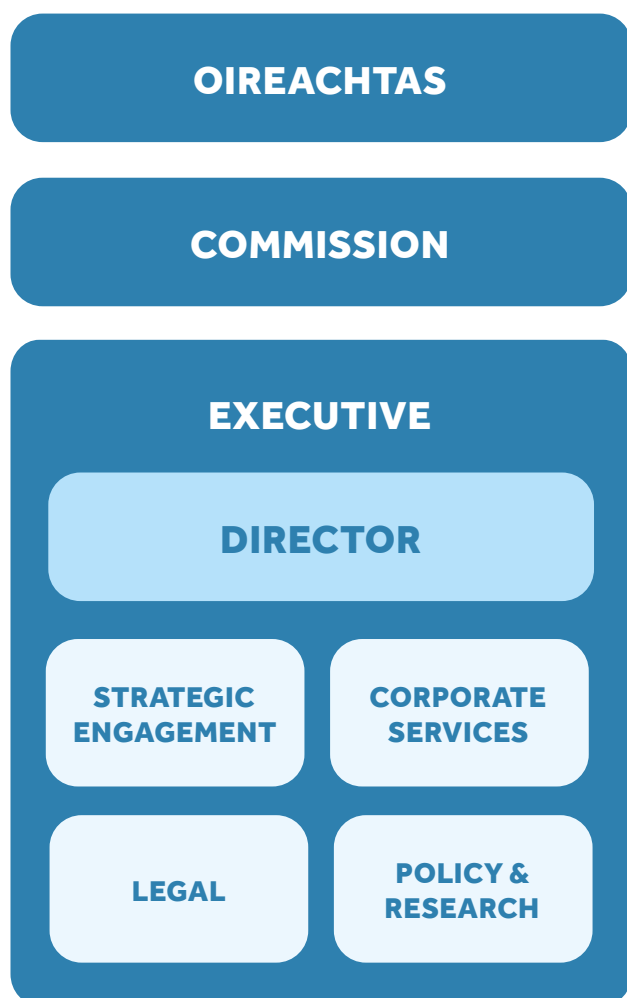 OIREACHTAS
COMMISSION
EXECUTIVE
DIRECTOR
STRATEGIC
ENGAGEMENT
CORPORATE
SERVICES
LEGAL
POLICY &
RESEARCH